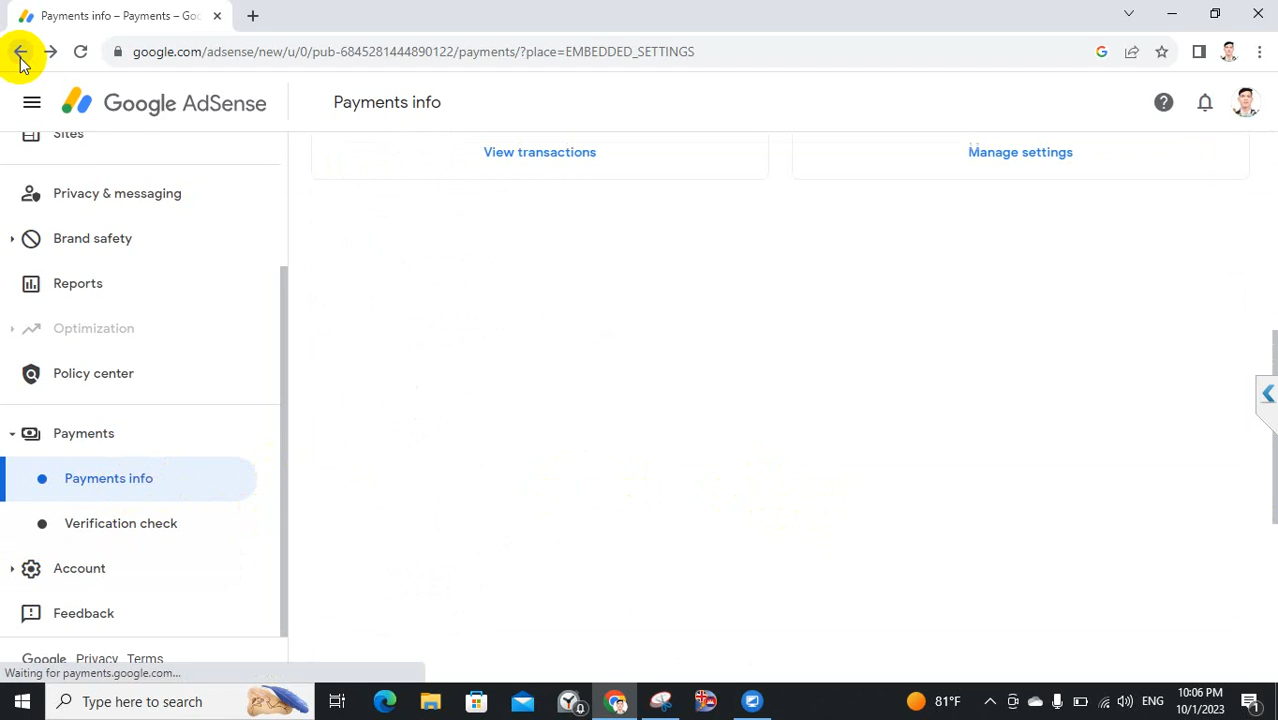 Payments info – Payments – Goo
google.com/adsense/new/u/0/pub-6845281444890122/payments/?place=EMBEDDED_SETTINGS
Google AdSense
Payments info
Sites
View transactions
Manage settings
Privacy & messaging
Brand safety
Reports
Optimization
Policy center
Payments
Payments info
Verification check
Account
Feedback
Google Privacy Terms
Waiting for payments.google.com...
Type here to search
0
81°F
ENG
10:06 PM
10/1/2023
1